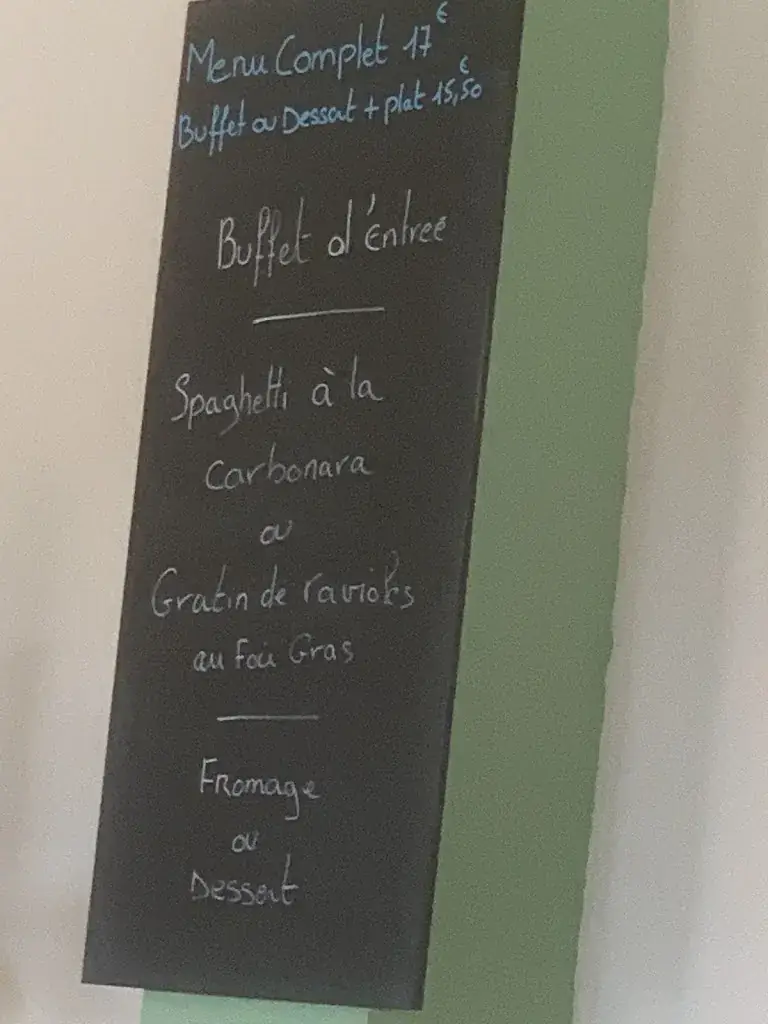 Menu Complet 17€
Buffet ou Dessert + plat 15,50€
Buffet d'Entreé
Spaghetti à la
Carbonara
ou
Gratin de ravioles
au Foie Gras
Fromage
ou
Dessert